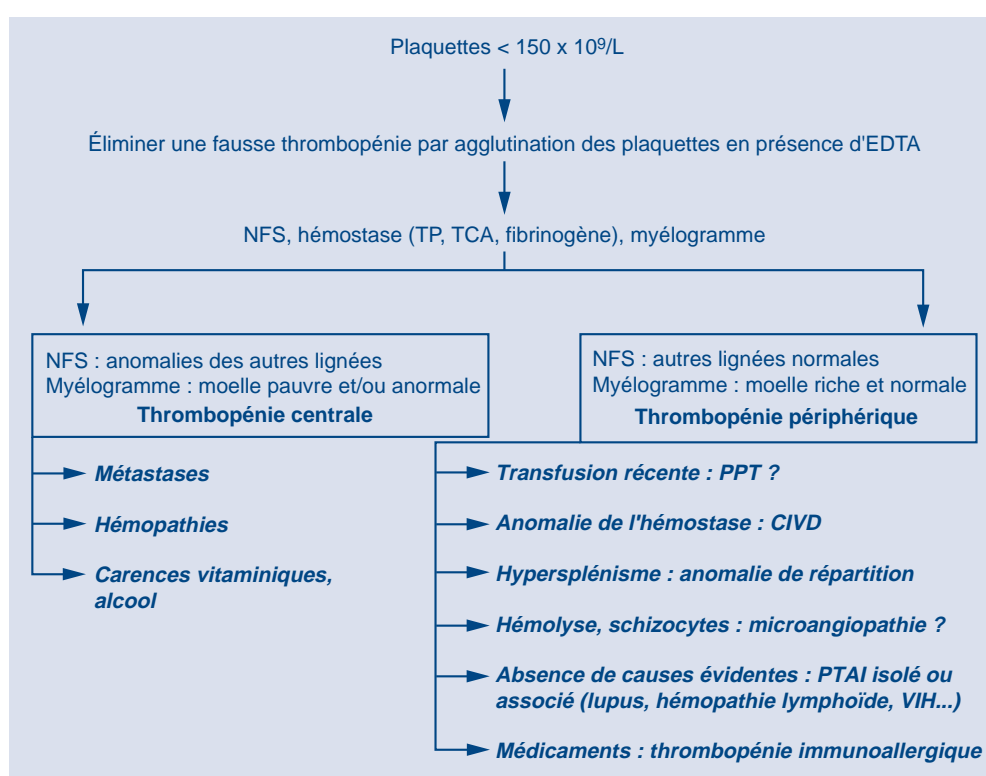 Plaquettes < 150 x 10⁹/L
Éliminer une fausse thrombopénie par agglutination des plaquettes en présence d'EDTA
NFS, hémostase (TP, TCA, fibrinogène), myélogramme
NFS : anomalies des autres lignées
Myélogramme : moelle pauvre et/ou anormale
Thrombopénie centrale
Métastases
Hémopathies
Carences vitaminiques,
alcool
NFS : autres lignées normales
Myélogramme : moelle riche et normale
Thrombopénie périphérique
Transfusion récente : PPT ?
Anomalie de l'hémostase : CIVD
Hypersplénisme : anomalie de répartition
Hémolyse, schizocytes : microangiopathie ?
Absence de causes évidentes : PTAI isolé ou
associé (lupus, hémopathie lymphoïde, VIH...)
Médicaments : thrombopénie immunoallergique